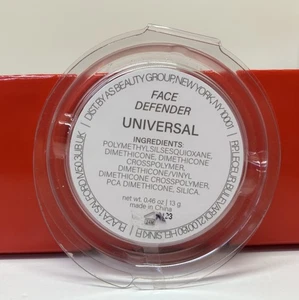 DIST. BY AS BEAUTY GROUP, NEW YORK, NY 10001
FACE
DEFENDER
UNIVERSAL
INGREDIENTS:
POLYMETHYLSILSESQUIOXANE,
DIMETHICONE, DIMETHICONE
CROSSPOLYMER,
DIMETHICONE/VINYL
DIMETHICONE CROSSPOLYMER,
PCA DIMETHICONE, SILICA.
net wt. 0.46 oz | 13 g
made in China